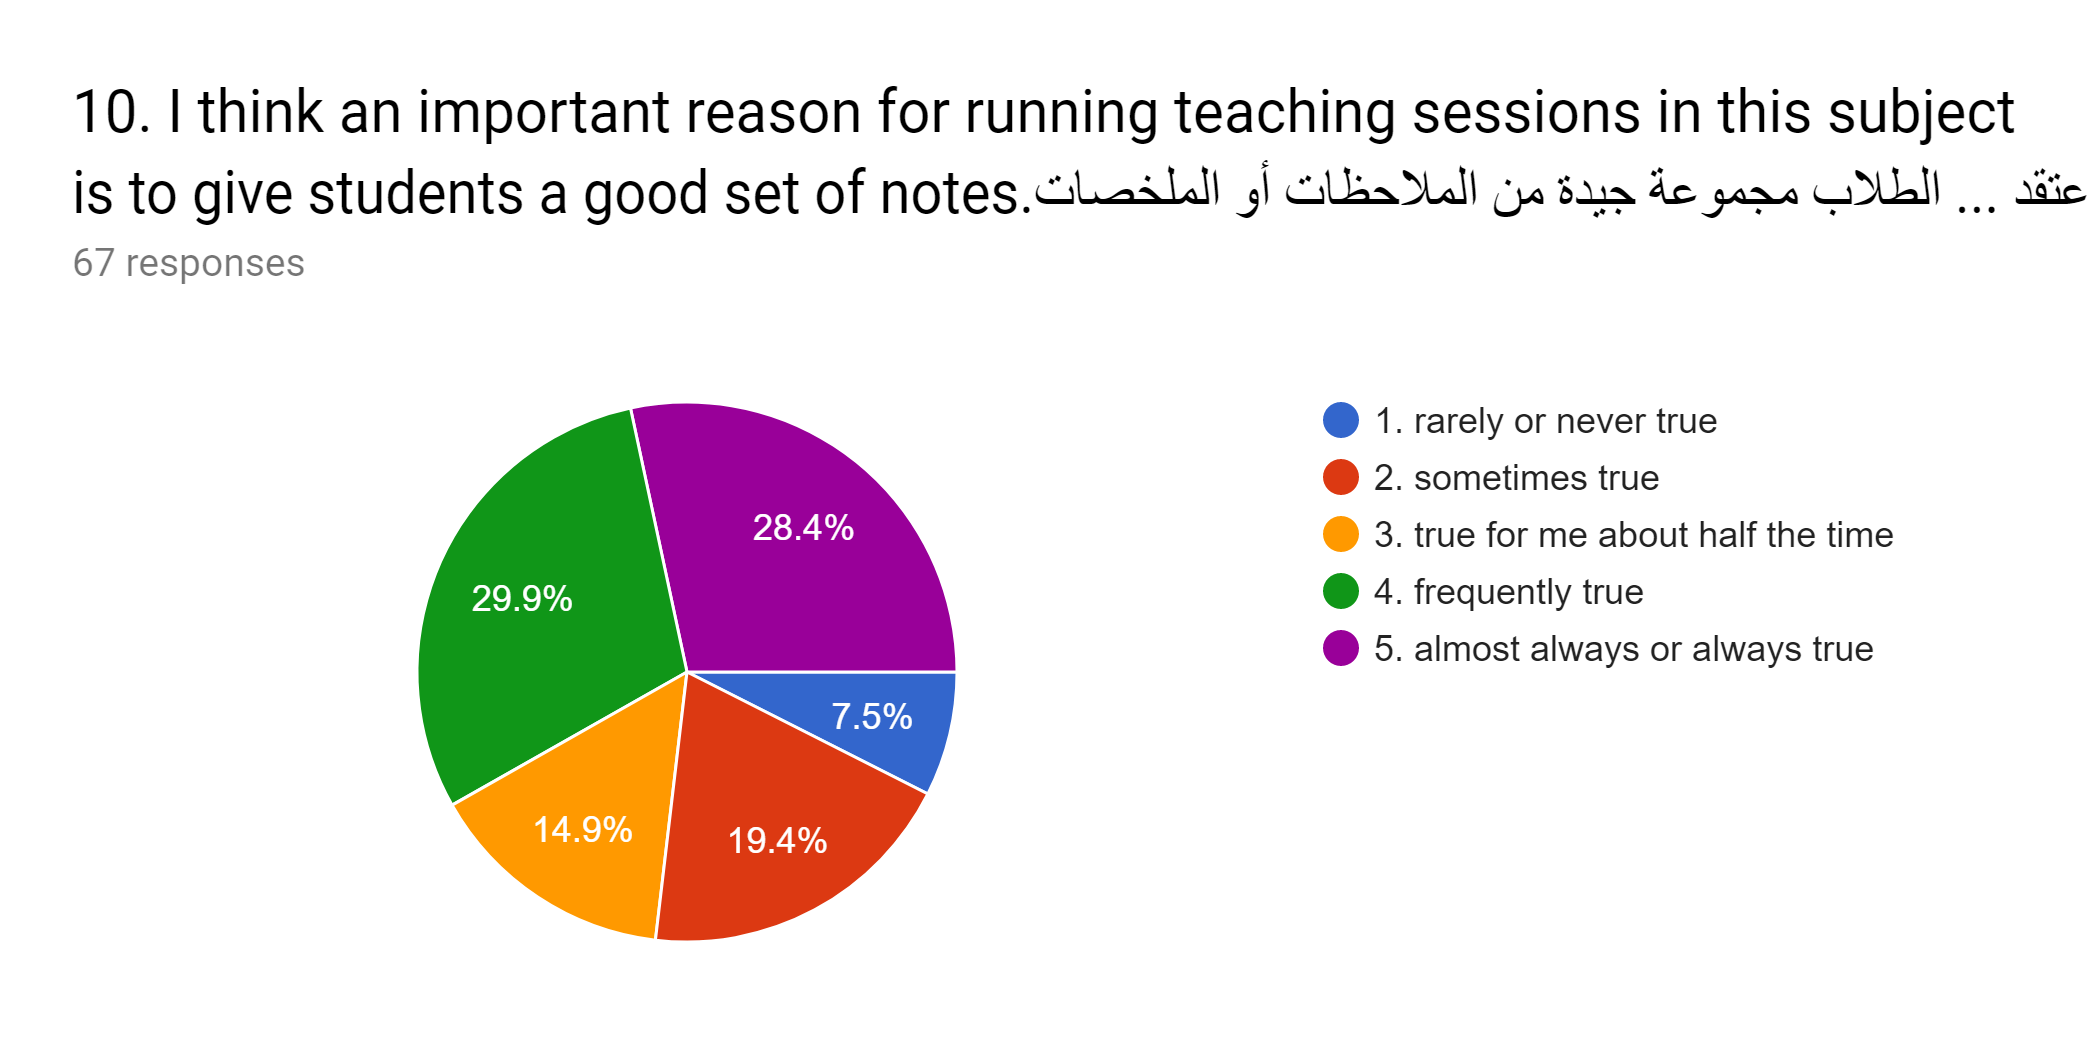 10. I think an important reason for running teaching sessions in this subject
is to give students a good set of notes.عتقد ... الطلاب مجموعة جيدة من الملاحظات أو الملخصات
67 responses
28.4%
29.9%
7.5%
14.9%
19.4%
1. rarely or never true
2. sometimes true
3. true for me about half the time
4. frequently true
5. almost always or always true